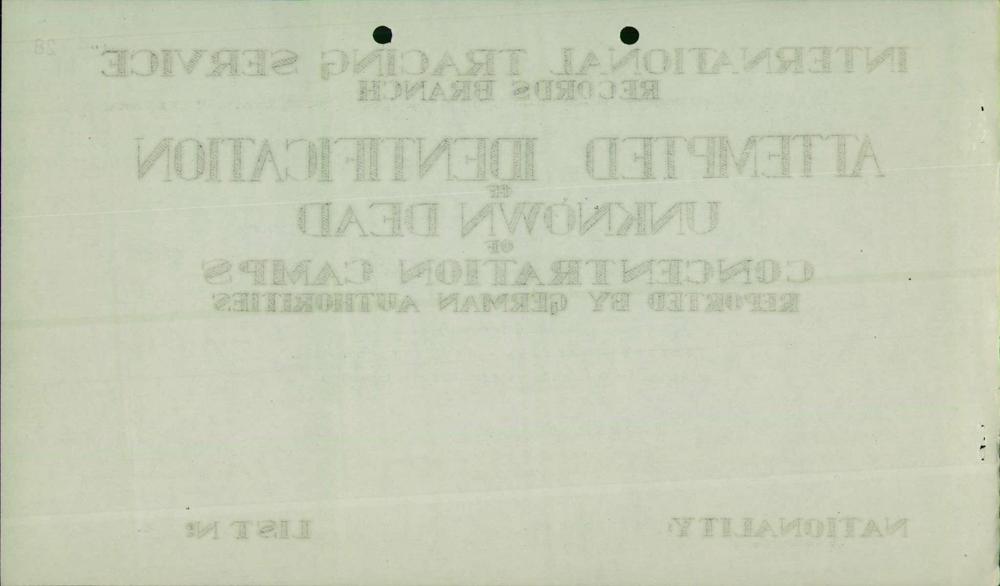 28
INTERNATIONAL TRACING SERVICE
RECORDS BRANCH
ATTEMPTED IDENTIFICATION
OF
UNKNOWN DEAD
OF
CONCENTRATION CAMPS
REPORTED BY GERMAN AUTHORITIES
NATIONALITY: LIST Nº